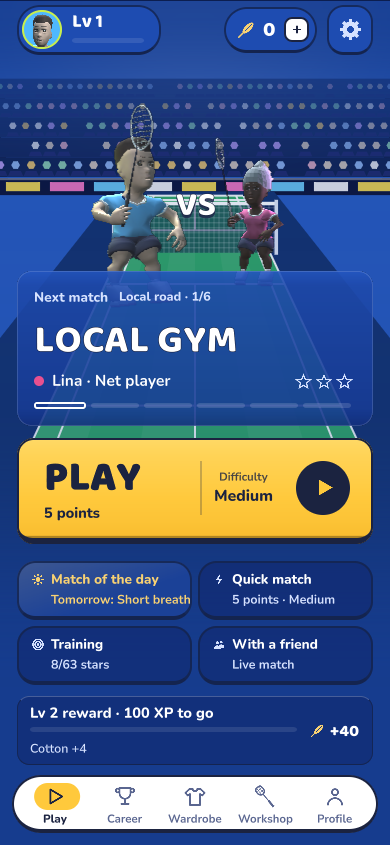 Lv 1
0 +
VS
Next match Local road · 1/6
LOCAL GYM
Lina · Net player
PLAY
5 points
Difficulty
Medium
Match of the day
Tomorrow: Short breath
Quick match
5 points · Medium
Training
8/63 stars
With a friend
Live match
Lv 2 reward · 100 XP to go
+40
Cotton +4
Play
Career
Wardrobe
Workshop
Profile